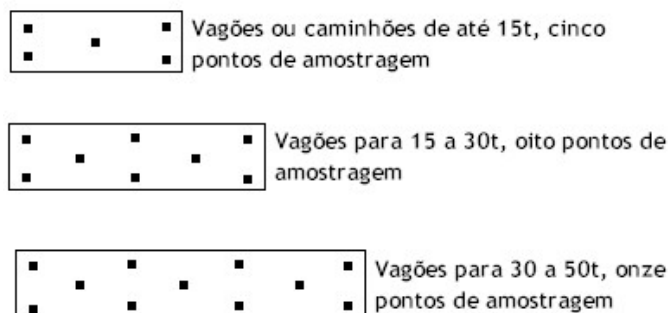 Vagões ou caminhões de até 15t, cinco
pontos de amostragem
Vagões para 15 a 30t, oito pontos de
amostragem
Vagões para 30 a 50t, onze
pontos de amostragem